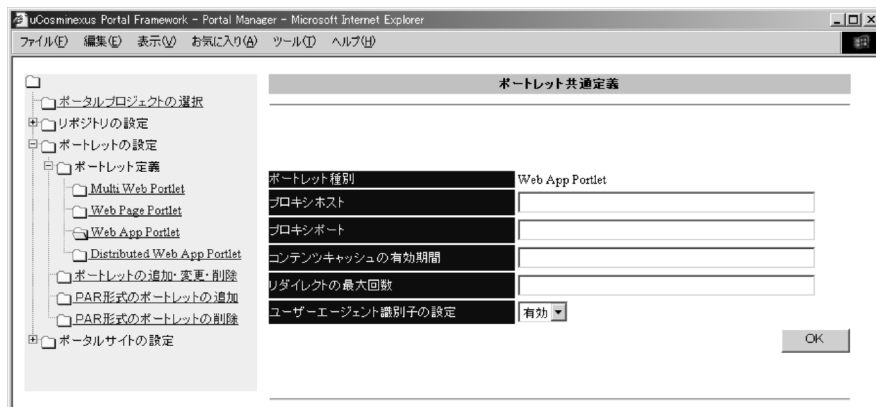 uCosminexus Portal Framework - Portal Manager - Microsoft Internet Explorer
ファイル(F) 編集(E) 表示(V) お気に入り(A) ツール(T) ヘルプ(H)
ポータルプロジェクトの選択
リポジトリの設定
ポートレットの設定
ポートレット定義
Multi Web Portlet
Web Page Portlet
Web App Portlet
Distributed Web App Portlet
ポートレットの追加・変更・削除
PAR形式のポートレットの追加
PAR形式のポートレットの削除
ポータルサイトの設定
ポートレット共通定義
ポートレット種別 Web App Portlet
プロキシホスト
プロキシポート
コンテンツキャッシュの有効期間
リダイレクトの最大回数
ユーザーエージェント識別子の設定 有効
OK